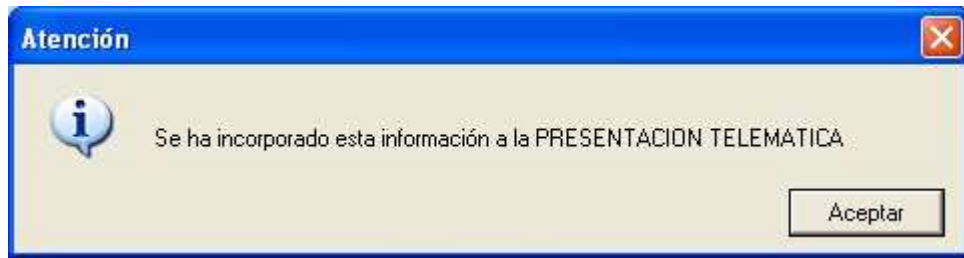 Atención
Se ha incorporado esta información a la PRESENTACION TELEMATICA
Aceptar